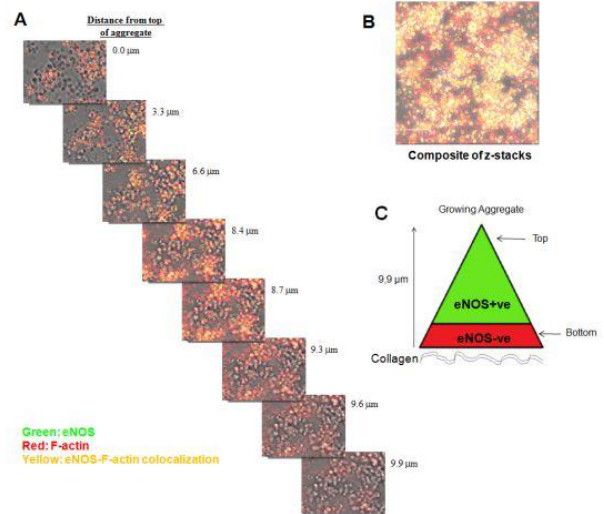 A
Distance from top
of aggregate
0.0 µm
3.3 µm
6.6 µm
8.4 µm
8.7 µm
9.3 µm
9.6 µm
9.9 µm
Green: eNOS
Red: F-actin
Yellow: eNOS-F-actin colocalization
B
Composite of z-stacks
C
Growing Aggregate
Top
9.9 µm
eNOS+ve
eNOS-ve
Bottom
Collagen